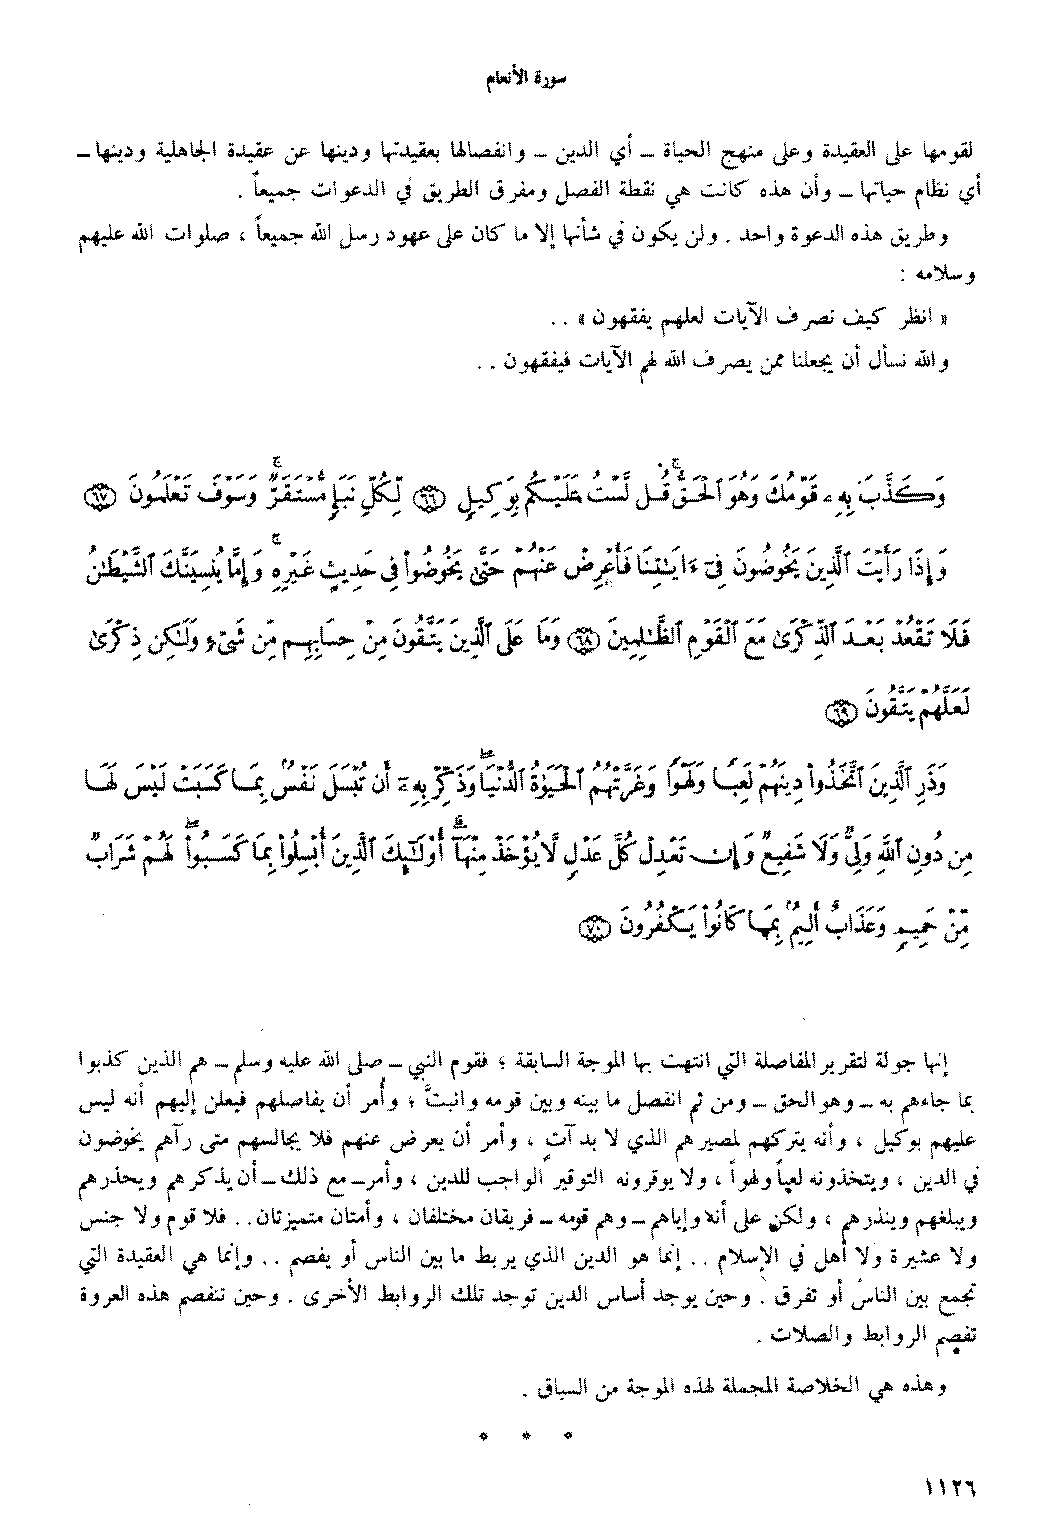 سورة الأنعام
لقومها على العقيدة وعلى منهج الحياة – أي الدين – وانفصالها بعقيدتها ودينها عن عقيدة الجاهلية ودينها –
أي نظام حياتها – وأن هذه كانت هي نقطة الفصل ومفرق الطريق في الدعوات جميعاً .
وطريق هذه الدعوة واحد . ولن يكون في شأنها إلا ما كان على عهود رسل الله جميعاً ، صلوات الله عليهم
وسلامه :
« انظر كيف نصرف الآيات لعلهم يفقهون » . .
والله نسأل أن يجعلنا ممن يصرف الله لهم الآيات فيفقهون . .
وَكَذَّبَ بِهِۦ قَوْمُكَ وَهُوَ ٱلْحَقُّ ۚ قُل لَّسْتُ عَلَيْكُم بِوَكِيلٍ ﴿٦٦﴾ لِّكُلِّ نَبَإٍ مُّسْتَقَرٌّ ۚ وَسَوْفَ تَعْلَمُونَ ﴿٦٧﴾
وَإِذَا رَأَيْتَ ٱلَّذِينَ يَخُوضُونَ فِىٓ ءَايَٰتِنَا فَأَعْرِضْ عَنْهُمْ حَتَّىٰ يَخُوضُوا۟ فِى حَدِيثٍ غَيْرِهِۦ ۚ وَإِمَّا يُنسِيَنَّكَ ٱلشَّيْطَٰنُ
فَلَا تَقْعُدْ بَعْدَ ٱلذِّكْرَىٰ مَعَ ٱلْقَوْمِ ٱلظَّٰلِمِينَ ﴿٦٨﴾ وَمَا عَلَى ٱلَّذِينَ يَتَّقُونَ مِنْ حِسَابِهِم مِّن شَىْءٍ وَلَٰكِن ذِكْرَىٰ
لَعَلَّهُمْ يَتَّقُونَ ﴿٦٩﴾
وَذَرِ ٱلَّذِينَ ٱتَّخَذُوا۟ دِينَهُمْ لَعِبًا وَلَهْوًا وَغَرَّتْهُمُ ٱلْحَيَوٰةُ ٱلدُّنْيَا ۖ وَذَكِّرْ بِهِۦٓ أَن تُبْسَلَ نَفْسٌۢ بِمَا كَسَبَتْ لَيْسَ لَهَا
مِن دُونِ ٱللَّهِ وَلِىٌّ وَلَا شَفِيعٌ وَإِن تَعْدِلْ كُلَّ عَدْلٍ لَّا يُؤْخَذْ مِنْهَآ ۗ أُو۟لَٰٓئِكَ ٱلَّذِينَ أُبْسِلُوا۟ بِمَا كَسَبُوا۟ ۖ لَهُمْ شَرَابٌ
مِّنْ حَمِيمٍ وَعَذَابٌ أَلِيمٌۢ بِمَا كَانُوا۟ يَكْفُرُونَ ﴿٧٠﴾
إنها جولة لتقرير المفاصلة التي انتهت بها الموجة السابقة ؛ فقوم النبي – صلى الله عليه وسلم – هم الذين كذبوا
بما جاءهم به – وهو الحق – ومن ثم انفصل ما بينه وبين قومه وانبتَّ ؛ وأُمر أن يفاصلهم فيعلن إليهم أنه ليس
عليهم بوكيل ، وأنه يتركهم لمصيرهم الذي لا بد آتٍ ، وأمر أن يعرض عنهم فلا يجالسهم متى رآهم يخوضون
في الدين ، ويتخذونه لعباً ولهواً ، ولا يوقرونه التوقير الواجب للدين ، وأمر– مع ذلك – أن يذكرهم ويحذرهم
ويبلغهم وينذرهم ، ولكن على أنه وإياهم – وهم قومه – فريقان مختلفان ، وأمتان متميزتان.. فلا قوم ولا جنس
ولا عشيرة ولا أهل في الإسلام .. إنما هو الدين الذي يربط ما بين الناس أو يفصم .. وإنما هي العقيدة التي
تجمع بين الناس أو تفرق . وحين يوجد أساس الدين توجد تلك الروابط الأخرى . وحين تنفصم هذه العروة
تفصم الروابط والصلات .
وهذه هي الخلاصة المجملة لهذه الموجة من السياق .
* * *
١١٢٦